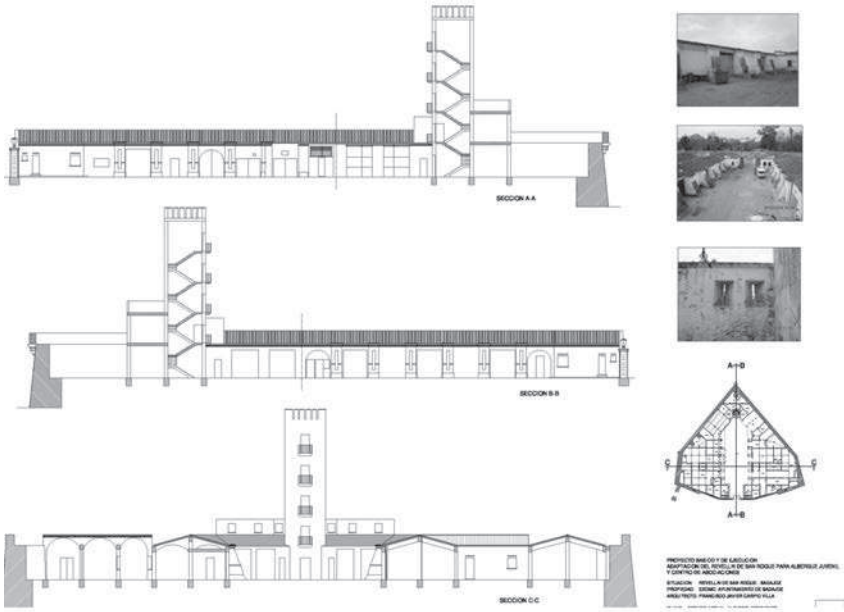 SECCION A-A
SECCION B-B
SECCION C-C
A B
C C
A B
PROYECTO BASICO Y DE EJECUCION
ADAPTACION DEL REVELLIN DE SAN ROQUE PARA ALBERGUE JUVENIL
Y CENTRO DE ASOCIACIONES
SITUACION REVELLIN DE SAN ROQUE - BADAJOZ
PROPIEDAD EXCMO. AYUNTAMIENTO DE BADAJOZ
ARQUITECTO FRANCISCO JAVIER CARPIO VILLA